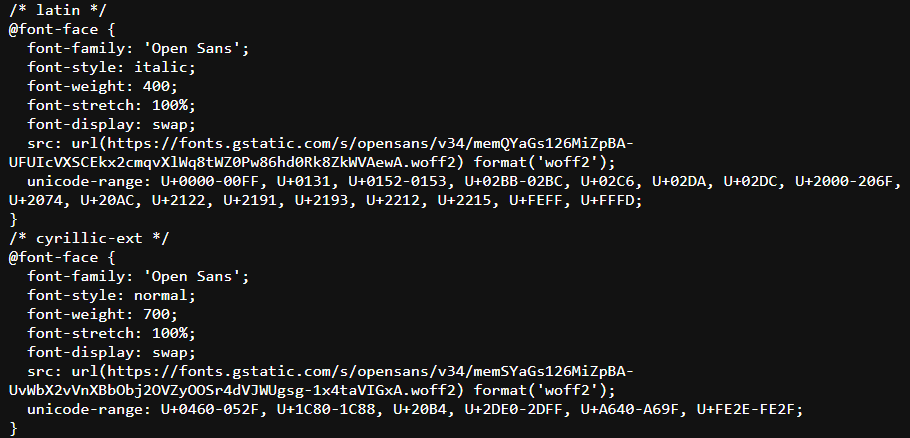 /* latin */
@font-face {
  font-family: 'Open Sans';
  font-style: italic;
  font-weight: 400;
  font-stretch: 100%;
  font-display: swap;
  src: url(https://fonts.gstatic.com/s/opensans/v34/memQYaGs126MiZpBA-
UFUIcVXSCEkx2cmqvXlWq8tWZ0Pw86hd0Rk8ZkWVAewA.woff2) format('woff2');
  unicode-range: U+0000-00FF, U+0131, U+0152-0153, U+02BB-02BC, U+02C6, U+02DA, U+02DC, U+2000-206F,
U+2074, U+20AC, U+2122, U+2191, U+2193, U+2212, U+2215, U+FEFF, U+FFFD;
}
/* cyrillic-ext */
@font-face {
  font-family: 'Open Sans';
  font-style: normal;
  font-weight: 700;
  font-stretch: 100%;
  font-display: swap;
  src: url(https://fonts.gstatic.com/s/opensans/v34/memSYaGs126MiZpBA-
UvWbX2vVnXBbObj2OVZyOOSr4dVJWUgsg-1x4taVIGxA.woff2) format('woff2');
  unicode-range: U+0460-052F, U+1C80-1C88, U+20B4, U+2DE0-2DFF, U+A640-A69F, U+FE2E-FE2F;
}